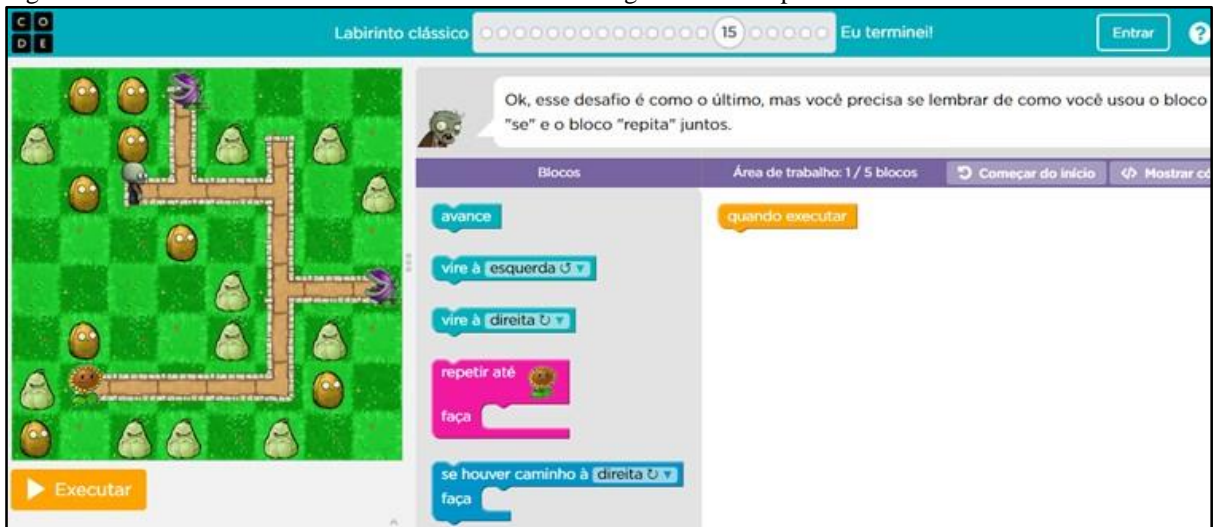 C O
D E
Labirinto clássico
15
Eu terminei!
Entrar
?
Ok, esse desafio é como o último, mas você precisa se lembrar de como você usou o bloco
"se" e o bloco "repita" juntos.
Blocos
Área de trabalho: 1 / 5 blocos
Começar do início
Mostrar có
avance
quando executar
vire à esquerda
vire à direita
repetir até
faça
se houver caminho à direita
faça
Executar